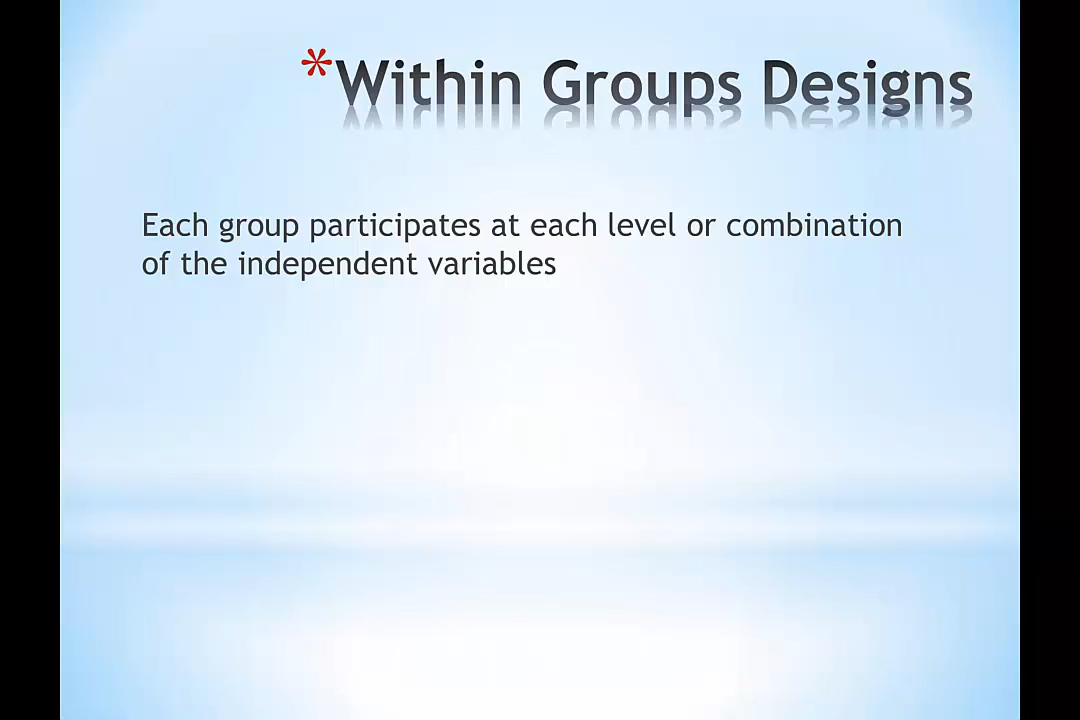 *Within Groups Designs
Each group participates at each level or combination
of the independent variables